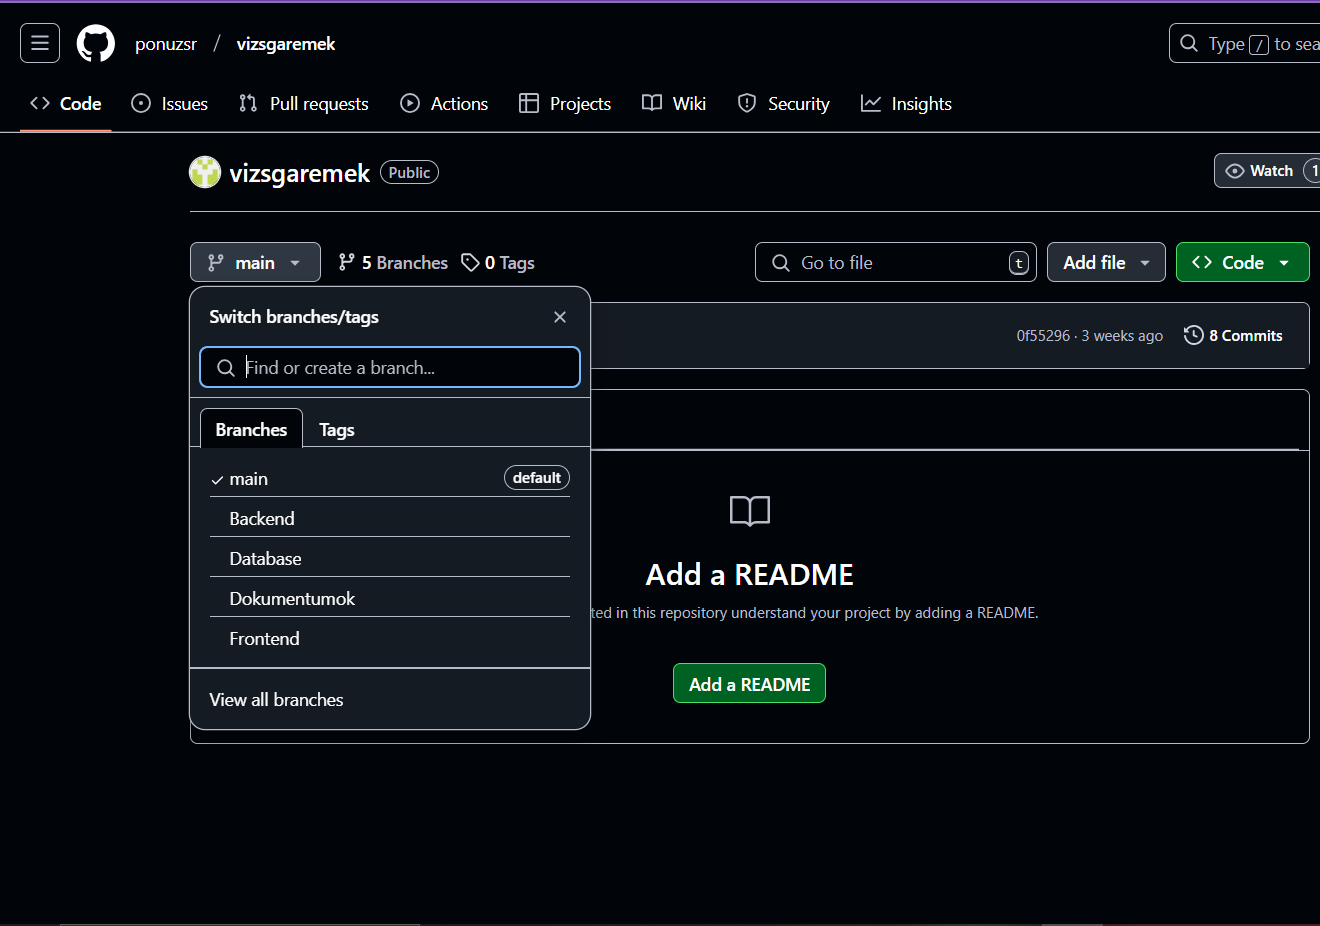 ponuzsr / vizsgaremek
Type / to sea
Code Issues Pull requests Actions Projects Wiki Security Insights
vizsgaremek Public
Watch 1
main 5 Branches 0 Tags
Go to file t
Add file
Code
Switch branches/tags
0f55296 · 3 weeks ago 8 Commits
Find or create a branch...
Branches Tags
main default
Backend
Database
Dokumentumok
Frontend
View all branches
Add a README
ted in this repository understand your project by adding a README.
Add a README